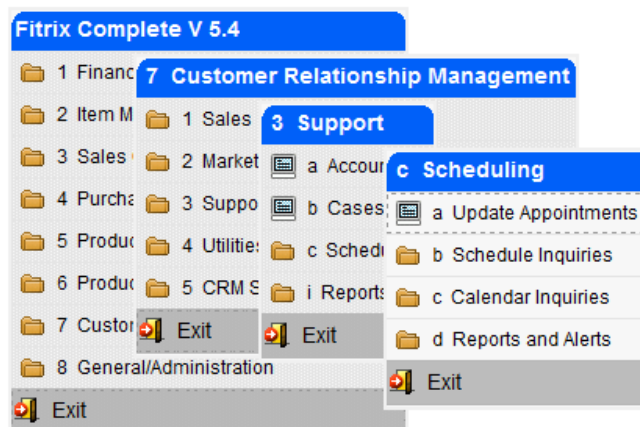 Fitrix Complete V 5.4
1 Financ
2 Item M
3 Sales
4 Purcha
5 Produc
6 Produc
7 Custor
8 General/Administration
Exit
7 Customer Relationship Management
1 Sales
2 Market
3 Suppo
4 Utilities
5 CRM S
Exit
3 Support
a Accour
b Cases
c Schedu
i Reports
Exit
c Scheduling
a Update Appointments
b Schedule Inquiries
c Calendar Inquiries
d Reports and Alerts
Exit